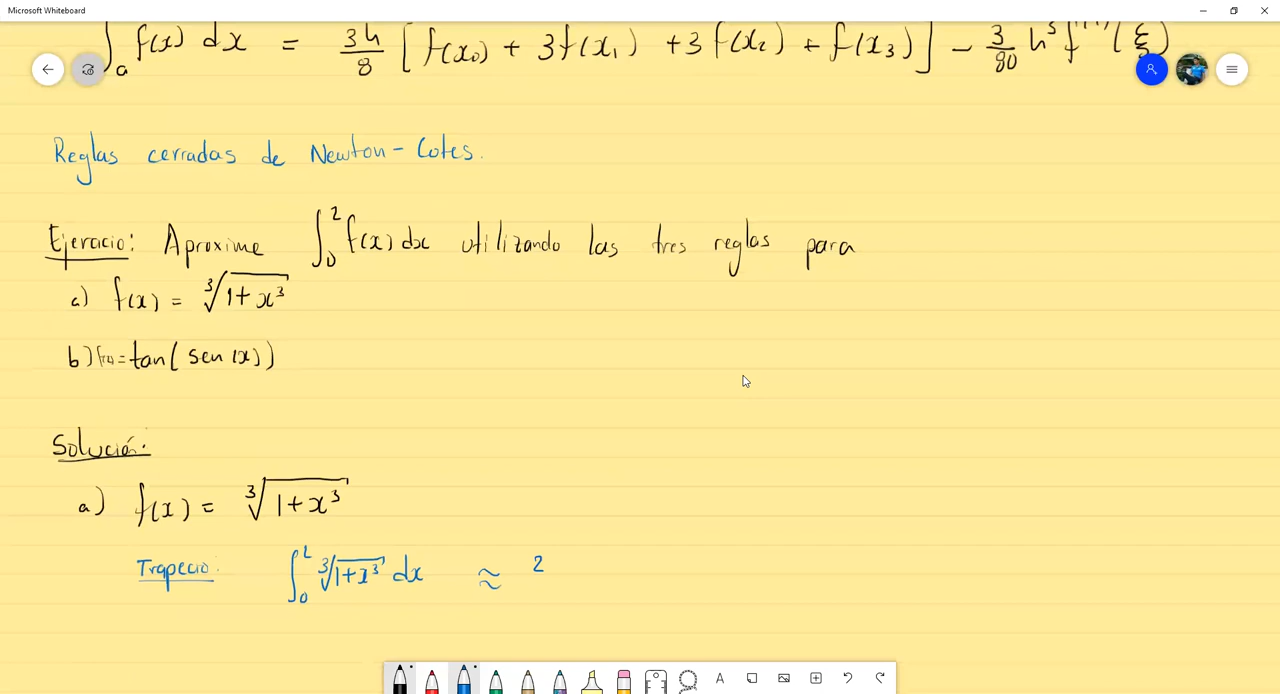 Microsoft Whiteboard
∫ₐ f(x) dx = 3h/8 [f(x₀) + 3f(x₁) + 3f(x₂) + f(x₃)] - 3/80 h⁵ f (ξ)
Reglas cerradas de Newton-Cotes.
Ejercicio: Aproxime ∫₀² f(x) dx utilizando las tres reglas para
a) f(x) = ∛(1+x³)
b) f(x) = tan(sen(x))
Solución:
a) f(x) = ∛(1+x³)
Trapecio: ∫₀² ∛(1+x³) dx ≈ 2
A